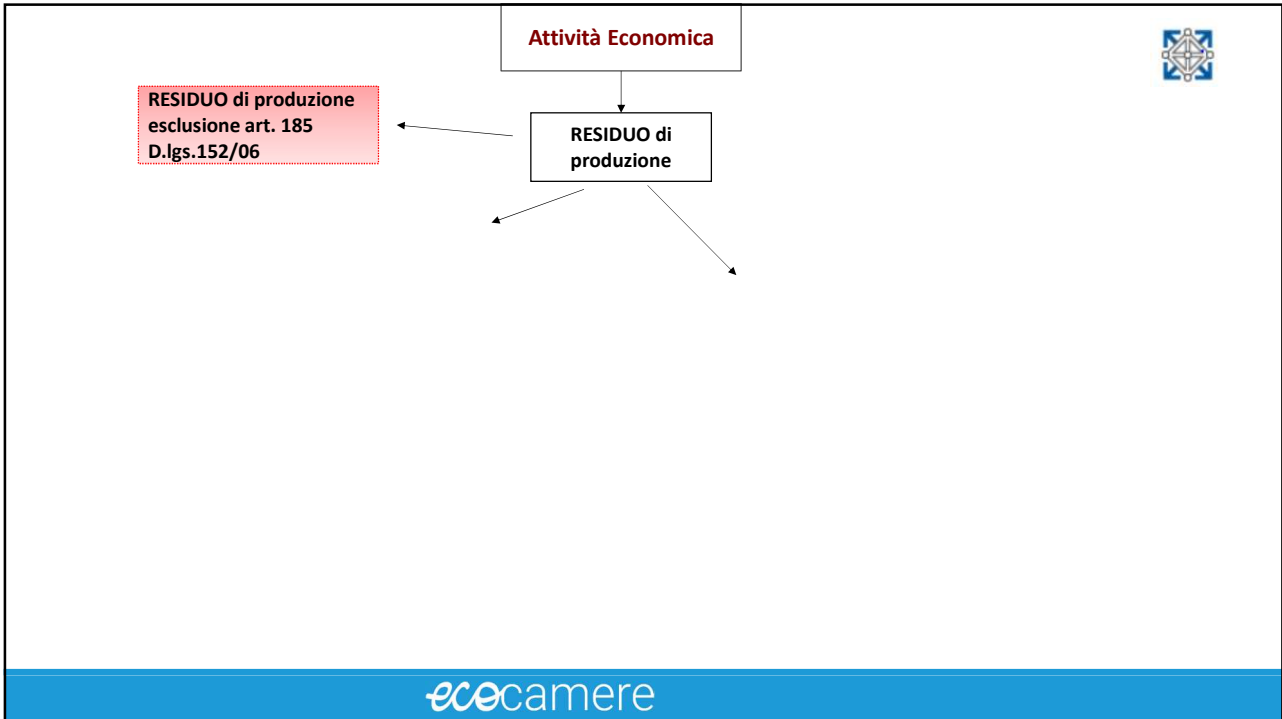 Attività Economica
RESIDUO di produzione
esclusione art. 185
D.lgs.152/06
RESIDUO di
produzione
ecocamere